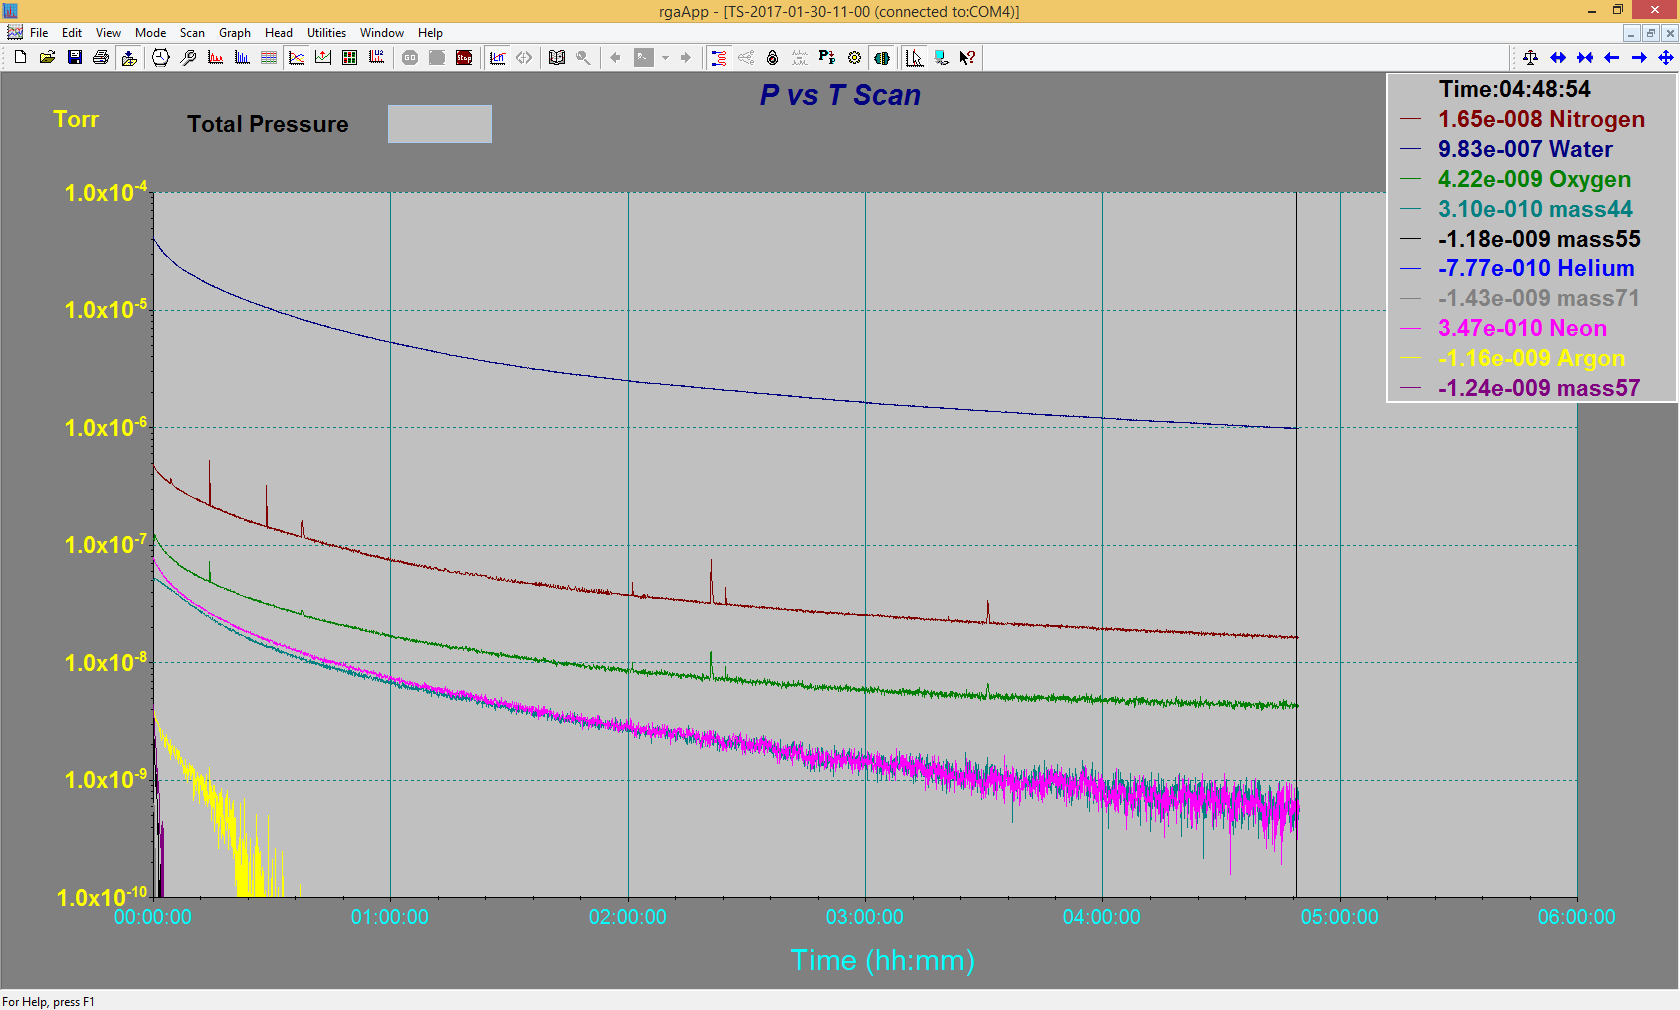 rgaApp - [TS-2017-01-30-11-00 (connected to:COM4)]
File Edit View Mode Scan Graph Head Utilities Window Help
GO Stop
P vs T Scan
Torr
Total Pressure
Time:04:48:54
1.65e-008 Nitrogen
9.83e-007 Water
4.22e-009 Oxygen
3.10e-010 mass44
-1.18e-009 mass55
-7.77e-010 Helium
-1.43e-009 mass71
3.47e-010 Neon
-1.16e-009 Argon
-1.24e-009 mass57
1.0x10-4
1.0x10-5
1.0x10-6
1.0x10-7
1.0x10-8
1.0x10-9
1.0x10-10
00:00:00 01:00:00 02:00:00 03:00:00 04:00:00 05:00:00 06:00:00
Time (hh:mm)
For Help, press F1